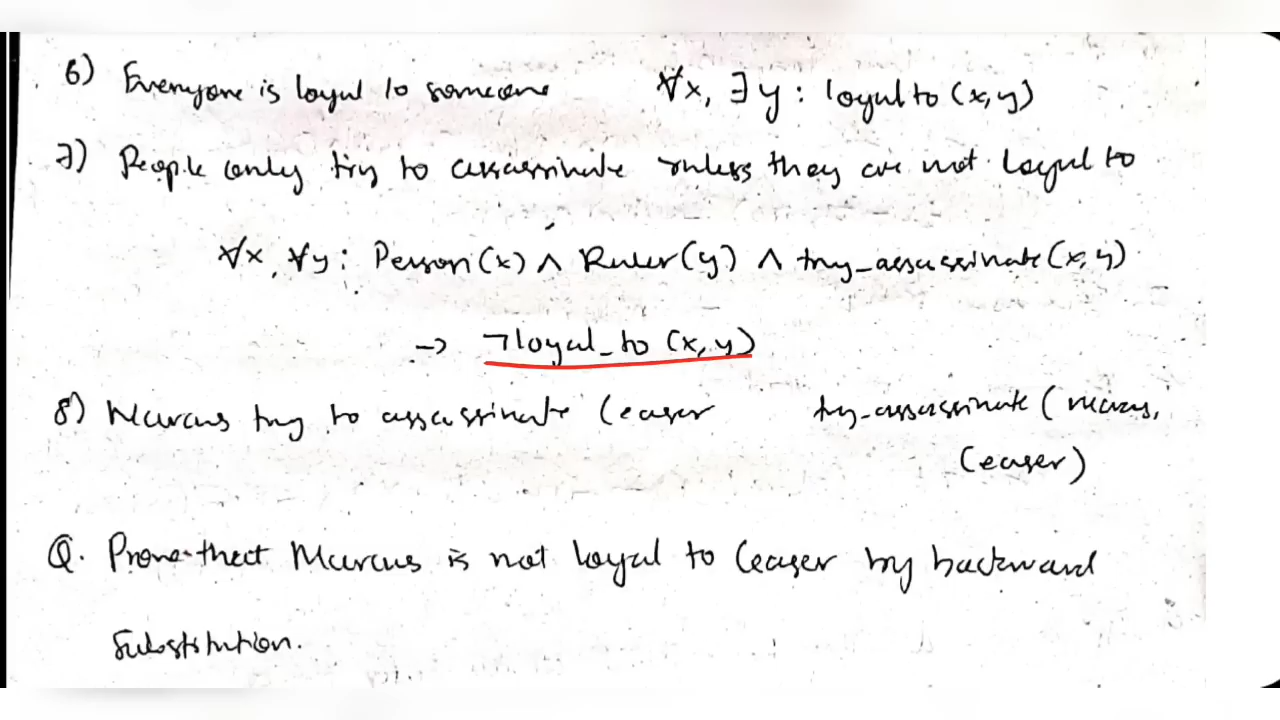 6) Everyone is loyal to someone ∀x, ∃y : loyal to (x, y)
7) People only try to assassinate rulers they are not loyal to
∀x, ∀y : Person(x) ∧ Ruler(y) ∧ try_assassinate(x, y)
→ ¬loyal_to (x, y)
8) Marcus try to assassinate Ceaser try_assassinate (Marcus,
Ceaser)
Q. Prove that Marcus is not loyal to Ceaser by backward
substitution.